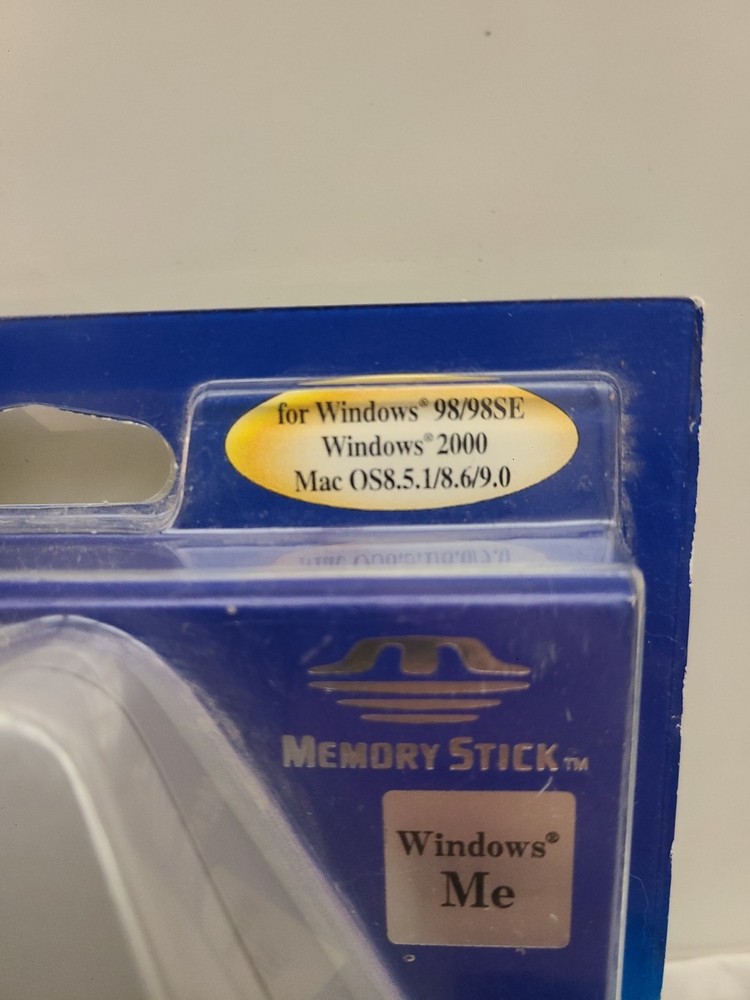 for Windows® 98/98SE
Windows® 2000
Mac OS8.5.1/8.6/9.0
MEMORY STICK™
Windows®
Me